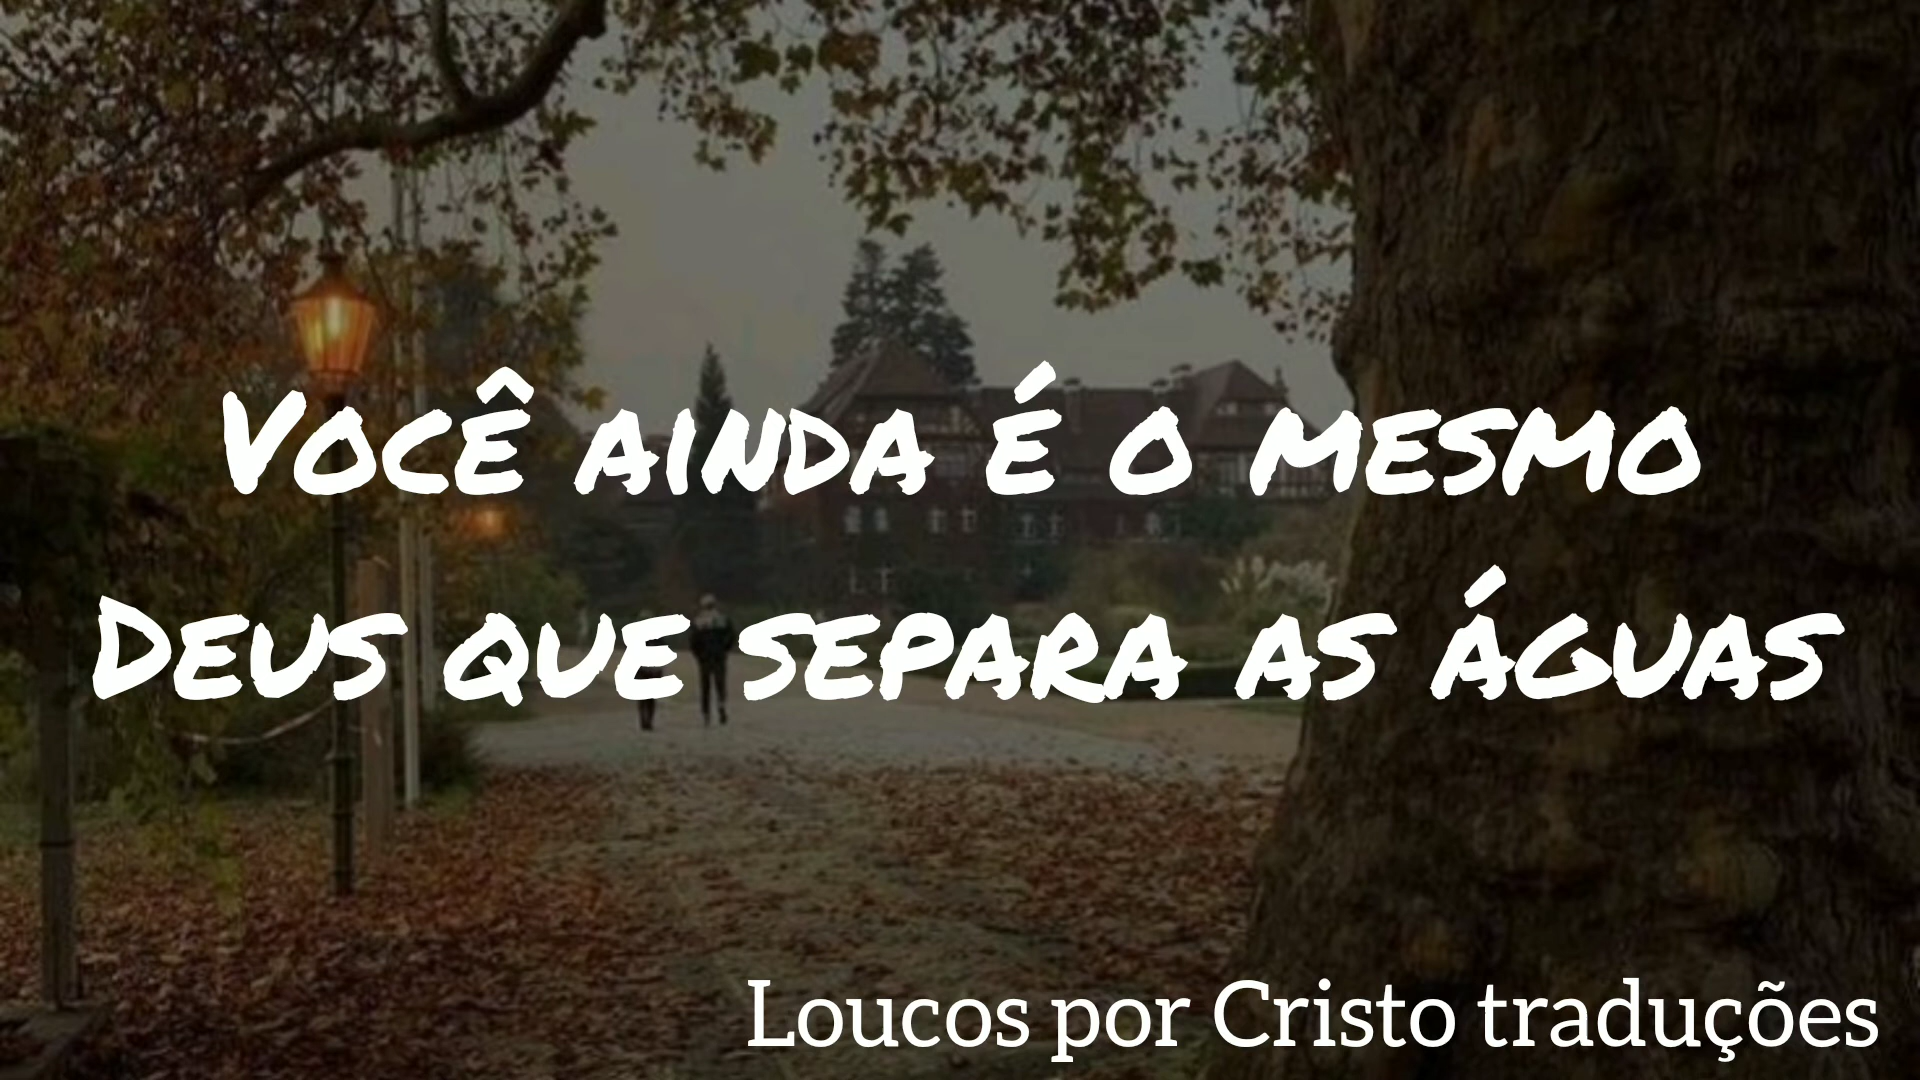 Você ainda é o mesmo
Deus que separa as águas
Loucos por Cristo traduções